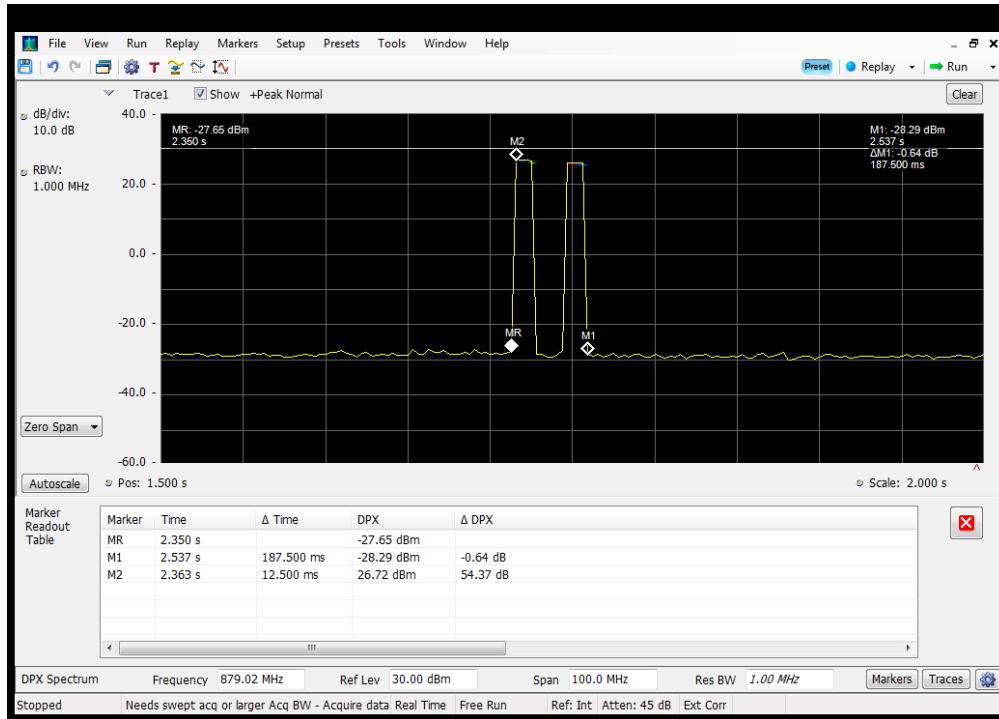 File View Run Replay Markers Setup Presets Tools Window Help
T Preset Replay Run
Trace1 Show +Peak Normal Clear
dB/div:
10.0 dB
RBW:
1.000 MHz
40.0 -
20.0 -
0.0 -
-20.0 -
-40.0 -
-60.0 -
MR: -27.65 dBm
2.350 s
M1: -28.29 dBm
2.537 s
ΔM1: -0.64 dB
187.500 ms
M2
MR
M1
Zero Span
Autoscale Pos: 1.500 s Scale: 2.000 s
Marker
Readout
Table
Marker Time Δ Time DPX Δ DPX
MR 2.350 s -27.65 dBm
M1 2.537 s 187.500 ms -28.29 dBm -0.64 dB
M2 2.363 s 12.500 ms 26.72 dBm 54.37 dB
DPX Spectrum Frequency 879.02 MHz Ref Lev 30.00 dBm Span 100.0 MHz Res BW 1.00 MHz Markers Traces
Stopped Needs swept acq or larger Acq BW - Acquire data Real Time Free Run Ref: Int Atten: 45 dB Ext Corr